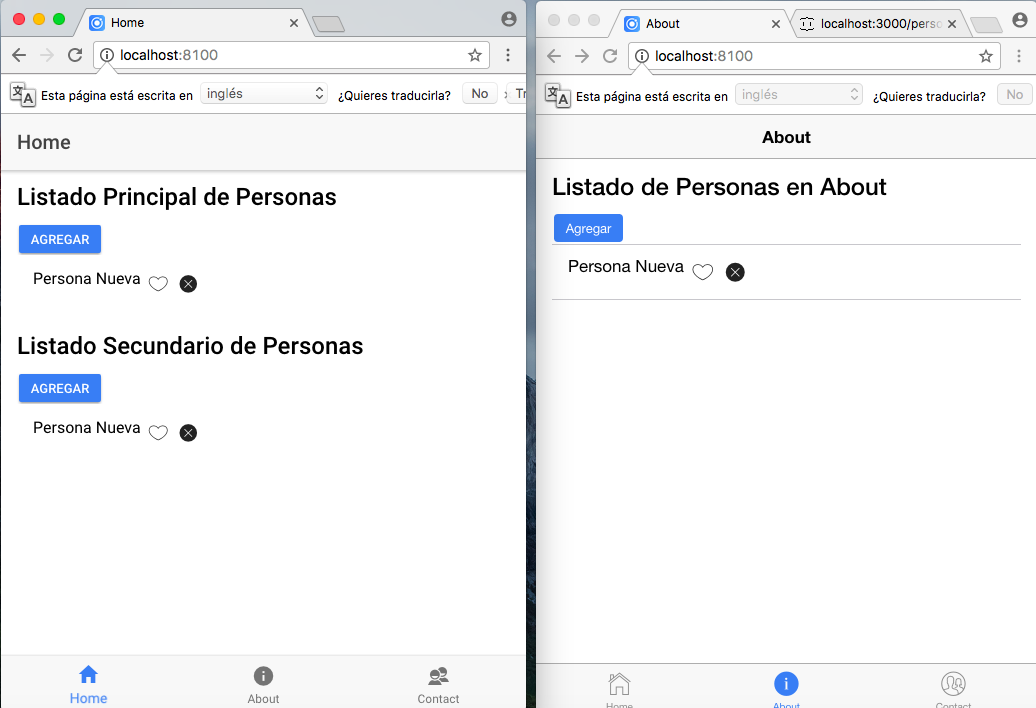 Home
localhost:8100
Esta página está escrita en inglés ¿Quieres traducirla? No Tr
Home
Listado Principal de Personas
AGREGAR
Persona Nueva
Listado Secundario de Personas
AGREGAR
Persona Nueva
Home About Contact
About localhost:3000/perso
localhost:8100
Esta página está escrita en inglés ¿Quieres traducirla? No
About
Listado de Personas en About
Agregar
Persona Nueva
Home About Contact